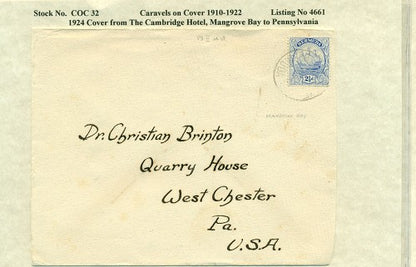 Stock No. COC 32 Caravels on Cover 1910-1922 Listing No 4661
1924 Cover from The Cambridge Hotel, Mangrove Bay to Pennsylvania
BERMUDA
Dr. Christian Brinton
Quarry House
West Chester
Pa.
U.S.A.